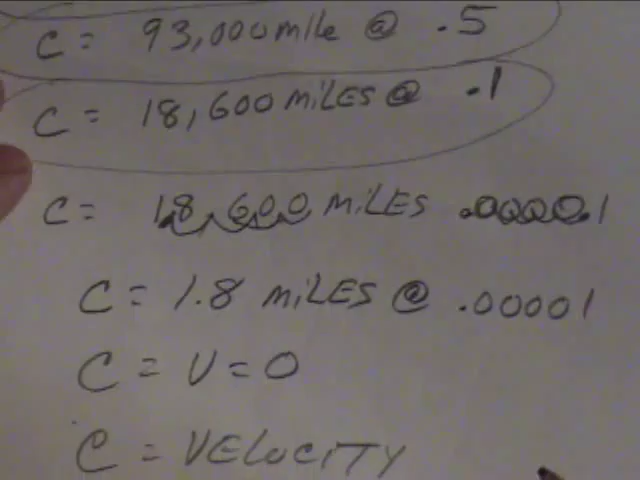 C = 93,000 mile @ .5
C = 18,600 MiLES @ .1
C = 18,600 MiLES .00001
C = 1.8 MiLES @ .00001
C = V = 0
C = VELOCITY